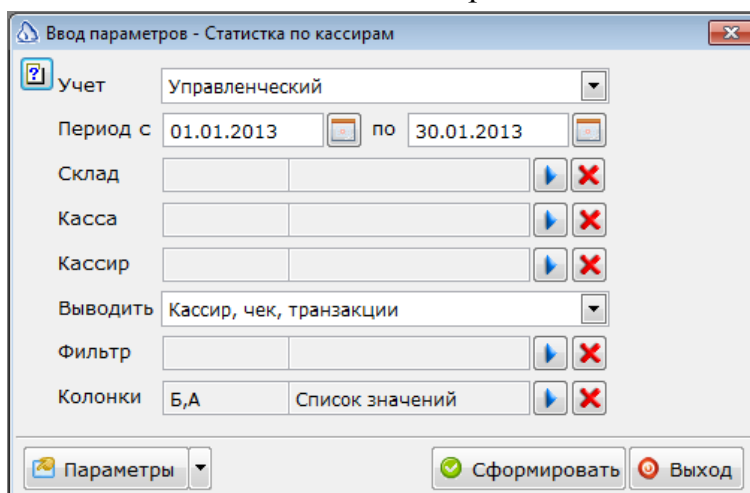 Ввод параметров - Статистка по кассирам
Учет Управленческий
Период с 01.01.2013 по 30.01.2013
Склад
Касса
Кассир
Выводить Кассир, чек, транзакции
Фильтр
Колонки Б,А Список значений
Параметры Сформировать Выход